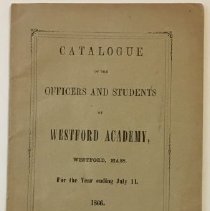 CATALOGUE
OF THE
OFFICERS AND STUDENTS
OF
WESTFORD ACADEMY,
WESTFORD, MASS.
For the Year ending July 11,
1866.